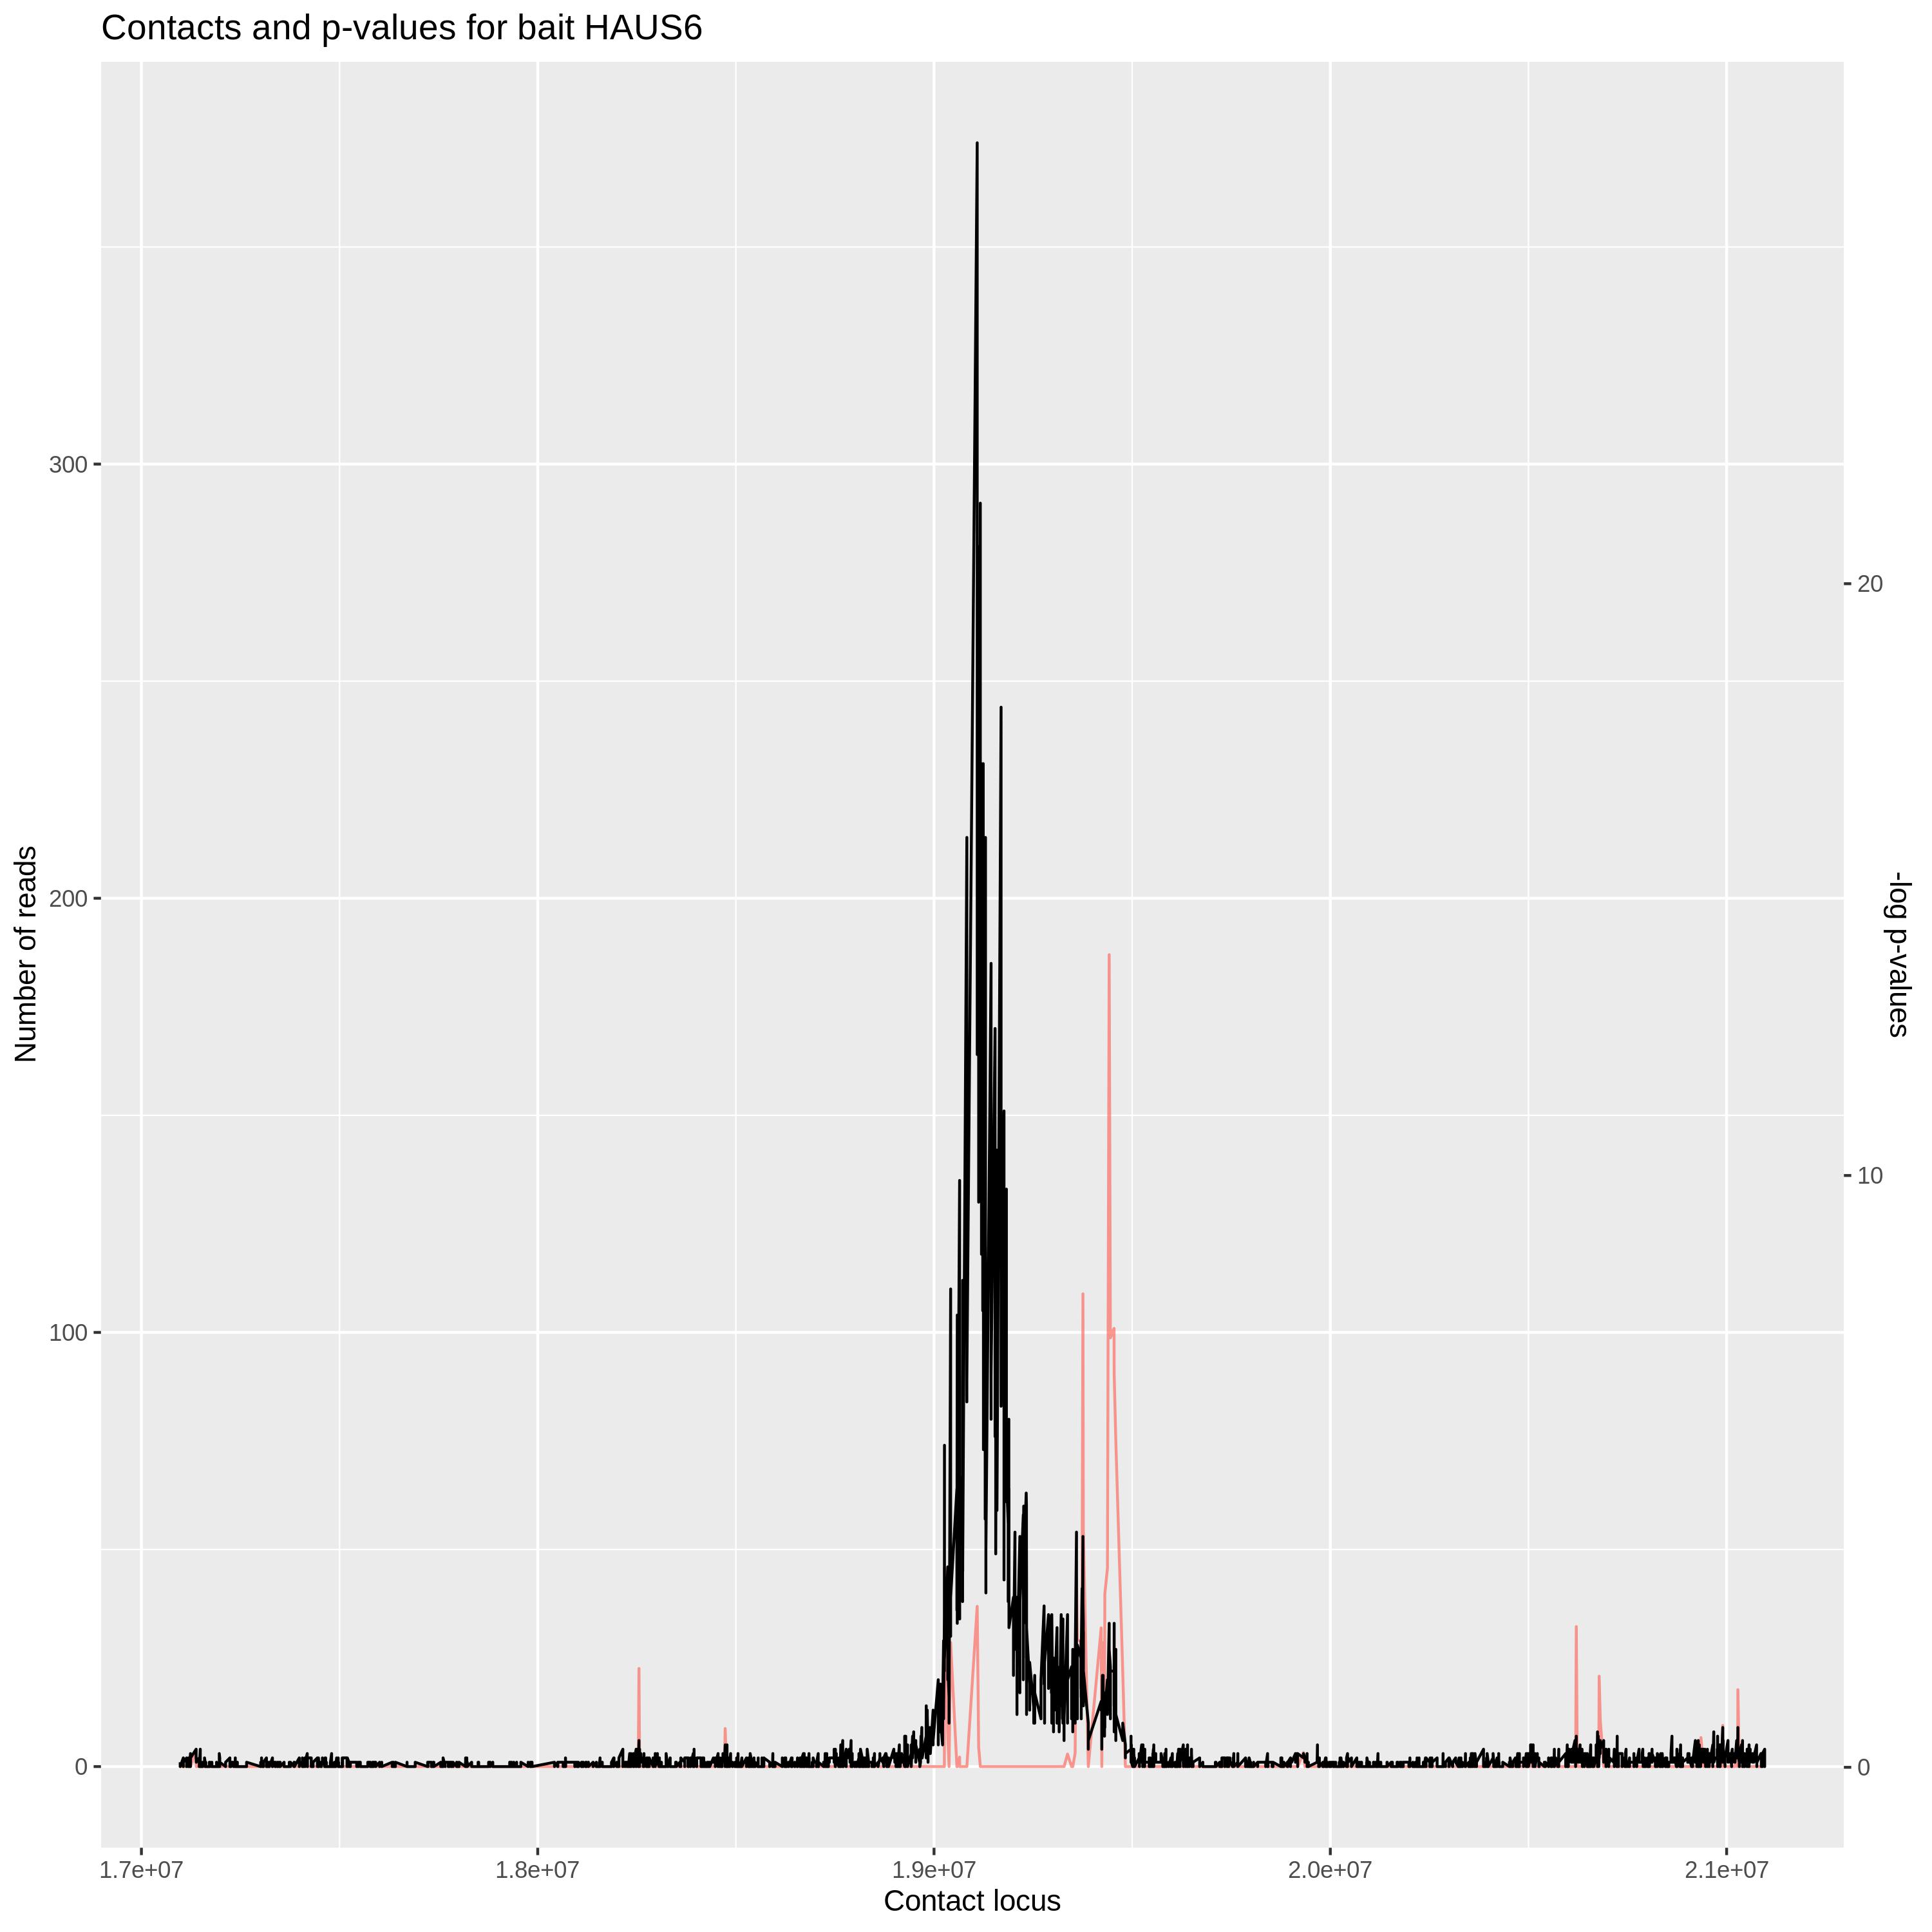 Contacts and p-values for bait HAUS6
Number of reads
300
200
100
0
-log p-values
20
10
0
1.7e+07
1.8e+07
1.9e+07
2.0e+07
2.1e+07
Contact locus